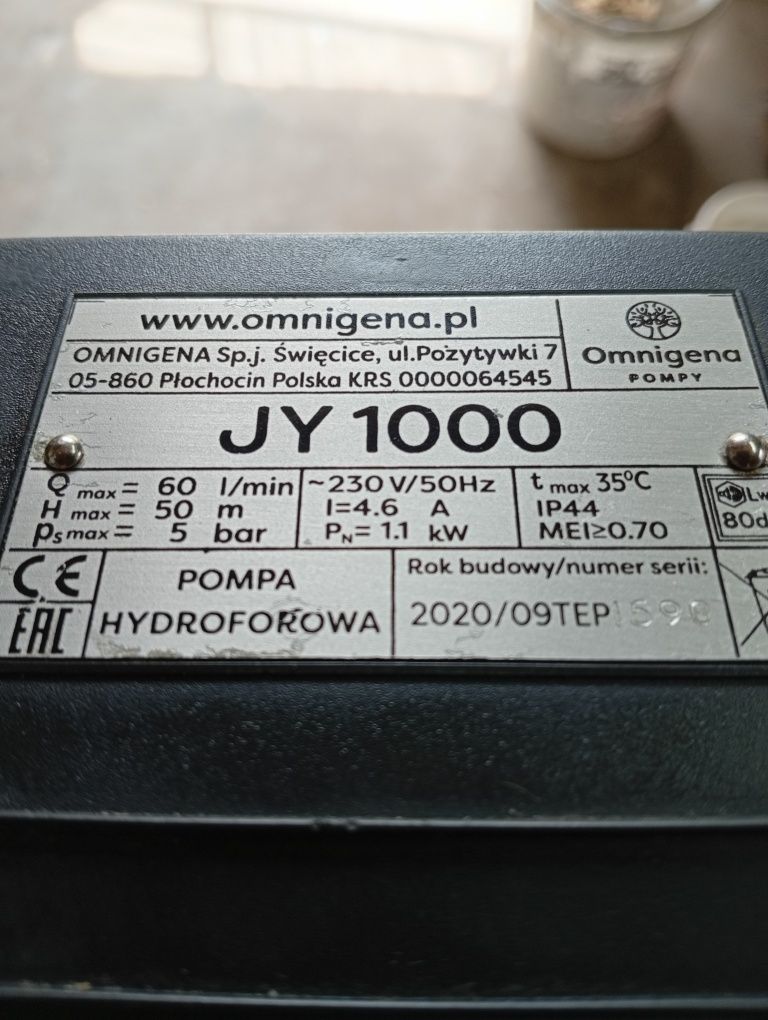 www.omnigena.pl
OMNIGENA Sp.j. Święcice, ul.Pozytywki 7
05-860 Płochocin Polska KRS 0000064545
Omnigena
POMPY
JY 1000
Q max = 60 l/min
H max = 50 m
ps max = 5 bar
~230 V/50Hz
I=4.6 A
PN= 1.1 kW
t max 35°C
IP44
MEI≥0.70
Lw
80d
CE
EAC
POMPA
HYDROFOROWA
Rok budowy/numer serii:
2020/09TEP